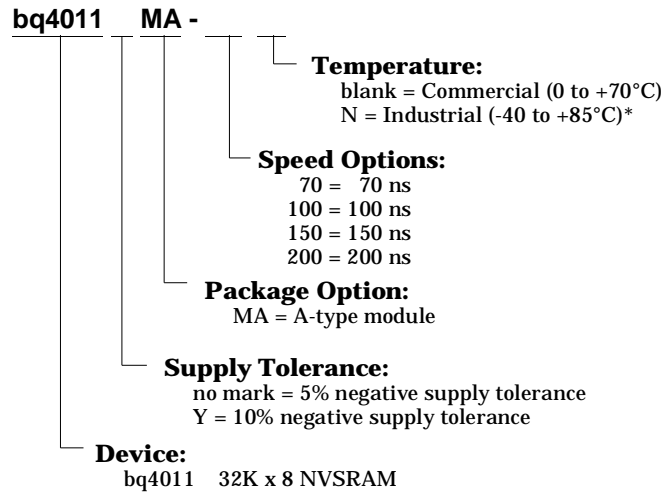 bq4011 MA -
Temperature:
blank = Commercial (0 to +70°C)
N = Industrial (-40 to +85°C)*
Speed Options:
70 = 70 ns
100 = 100 ns
150 = 150 ns
200 = 200 ns
Package Option:
MA = A-type module
Supply Tolerance:
no mark = 5% negative supply tolerance
Y = 10% negative supply tolerance
Device:
bq4011 32K x 8 NVSRAM